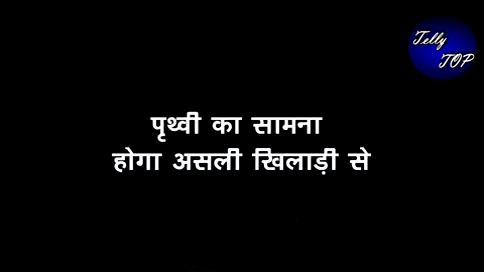 Telly
TOP
पृथ्वी का सामना
होगा असली खिलाड़ी से